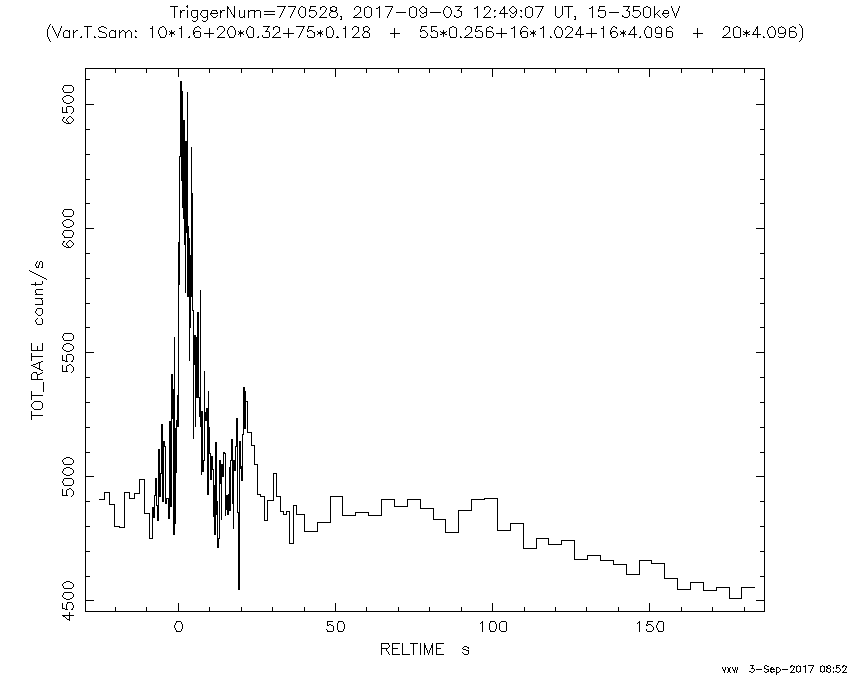 TriggerNum=770528, 2017-09-03 12:49:07 UT, 15-350keV
(Var.T.Sam: 10*1.6+20*0.32+75*0.128 + 55*0.256+16*1.024+16*4.096 + 20*4.096)
TOT_RATE count/s
6500
6000
5500
5000
4500
0 50 100 150
RELTIME s
vxw 3-Sep-2017 08:52